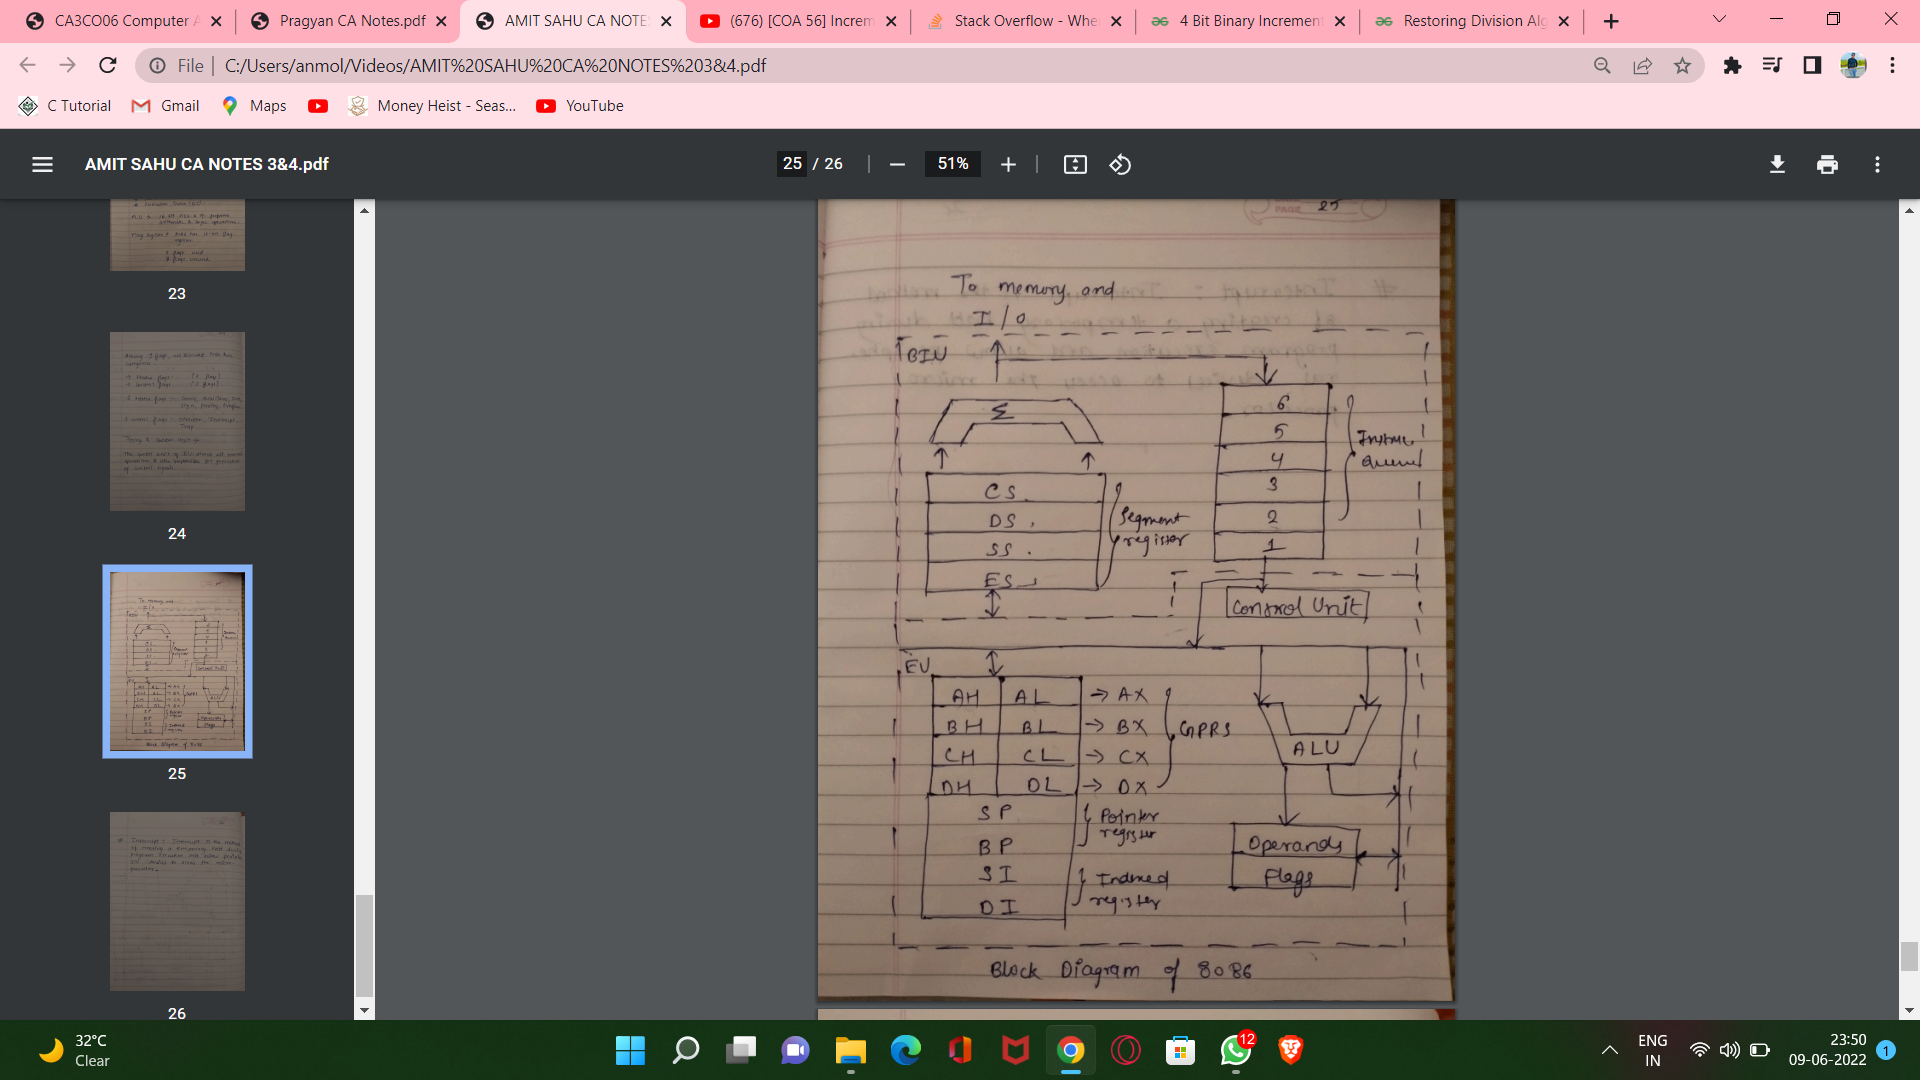 CA3CO06 Computer A
Pragyan CA Notes.pdf
AMIT SAHU CA NOTE
(676) [COA 56] Increm
Stack Overflow - Whe
4 Bit Binary Increment
Restoring Division Alg
File
C:/Users/anmol/Videos/AMIT%20SAHU%20CA%20NOTES%203&4.pdf
C Tutorial
Gmail
Maps
Money Heist - Seas...
YouTube
AMIT SAHU CA NOTES 3&4.pdf
25 / 26
51%
23
24
25
26
PAGE 25
To memory and
I/O
BIU
Σ
6
5
4
3
2
1
CS
DS
SS
ES
Segment
register
Control Unit
EU
AH AL → AX
BH BL → BX
CH CL → CX
DH DL → DX
GPRS
SP
BP
SI
DI
Pointer
register
Indexed
register
ALU
Operands
Flags
Block Diagram of 8086
32°C
Clear
12
ENG
IN
23:50
09-06-2022
1